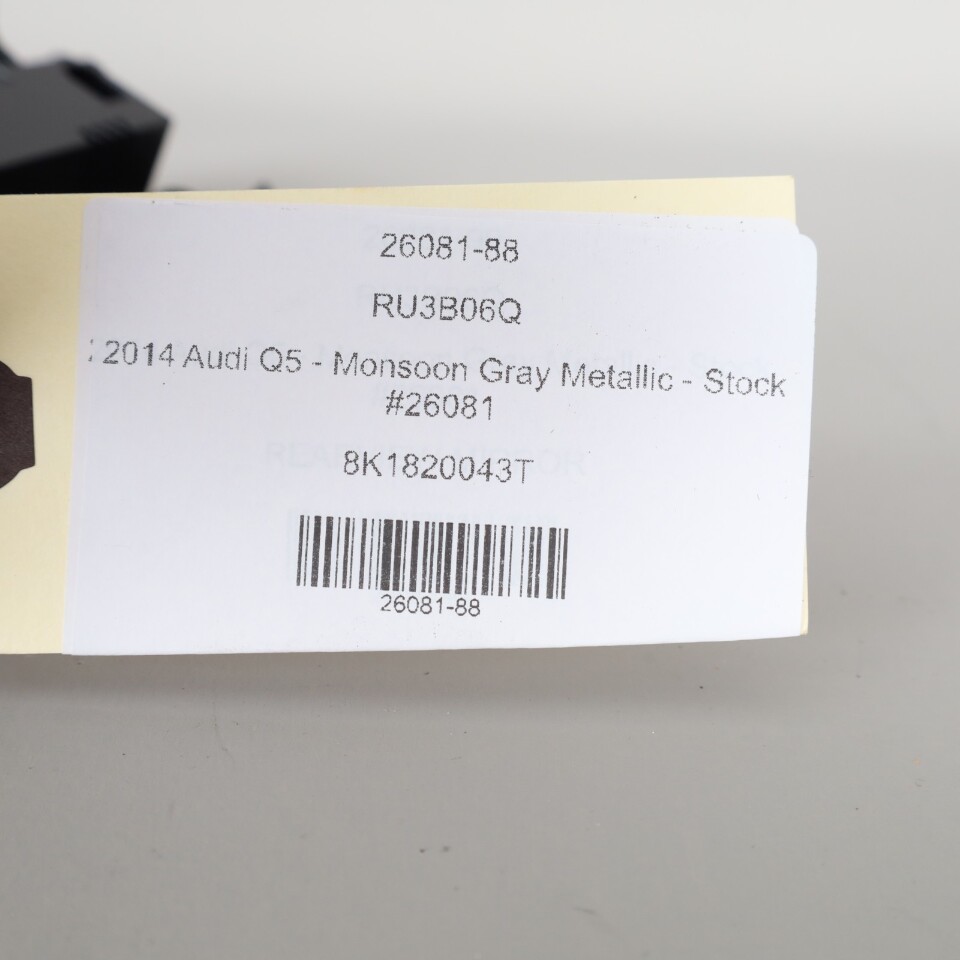 26081-88
RU3B06Q
: 2014 Audi Q5 - Monsoon Gray Metallic - Stock
#26081
8K1820043T
26081-88